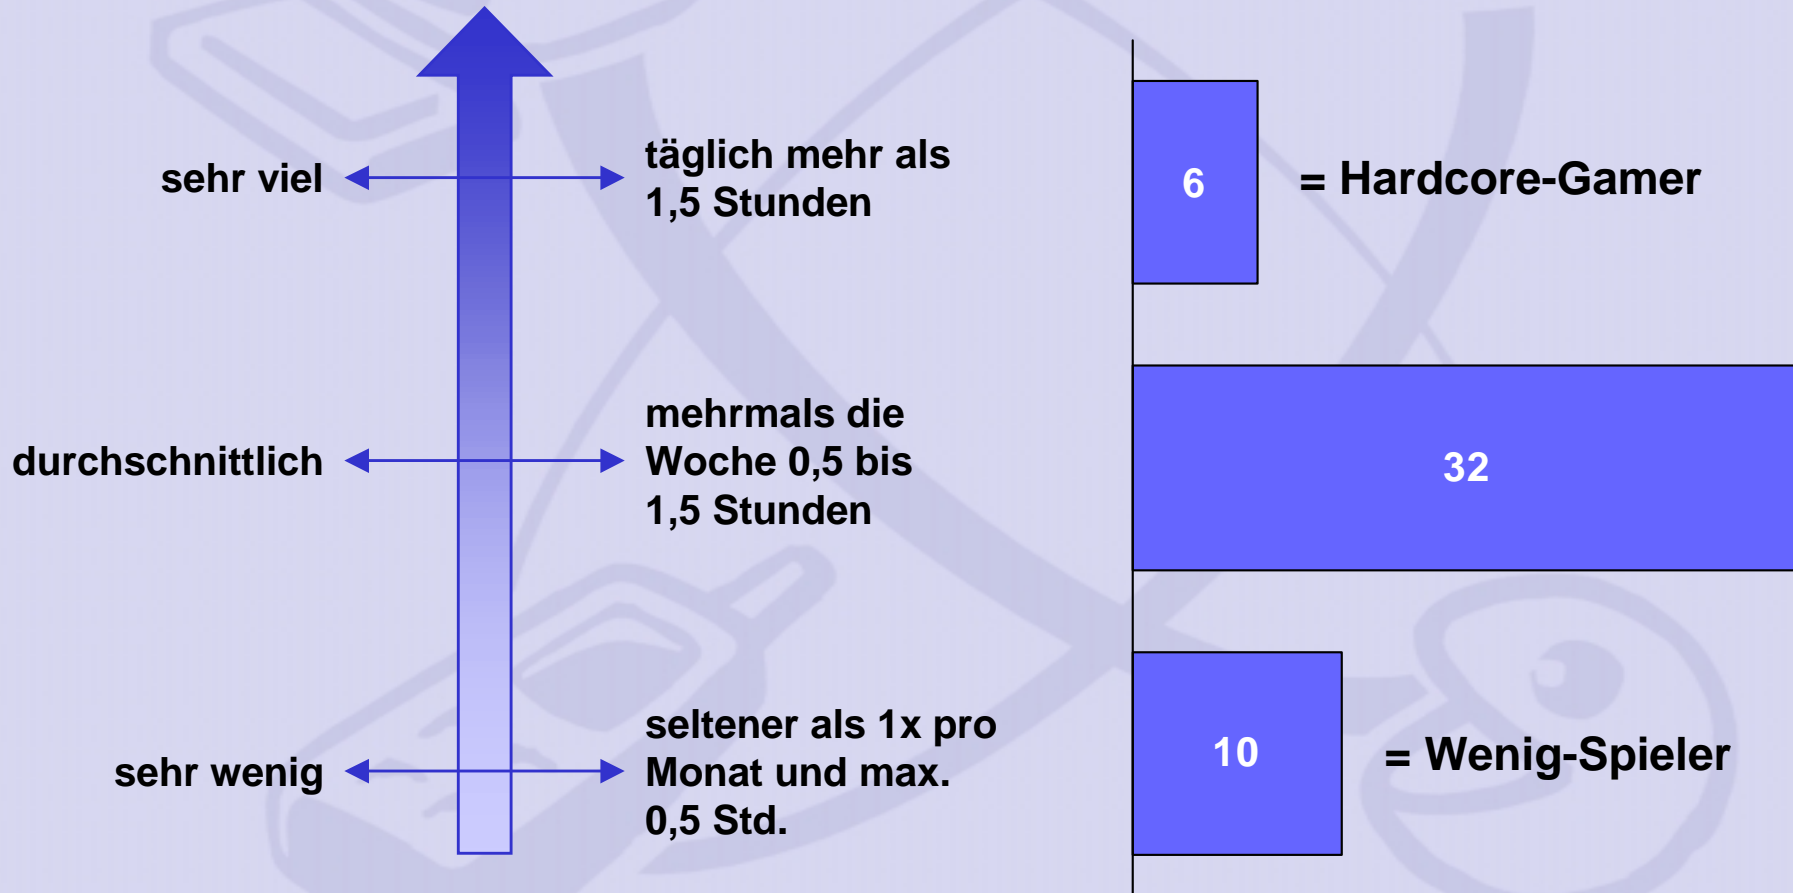 sehr viel
täglich mehr als
1,5 Stunden
6
= Hardcore-Gamer
durchschnittlich
mehrmals die
Woche 0,5 bis
1,5 Stunden
32
sehr wenig
seltener als 1x pro
Monat und max.
0,5 Std.
10
= Wenig-Spieler